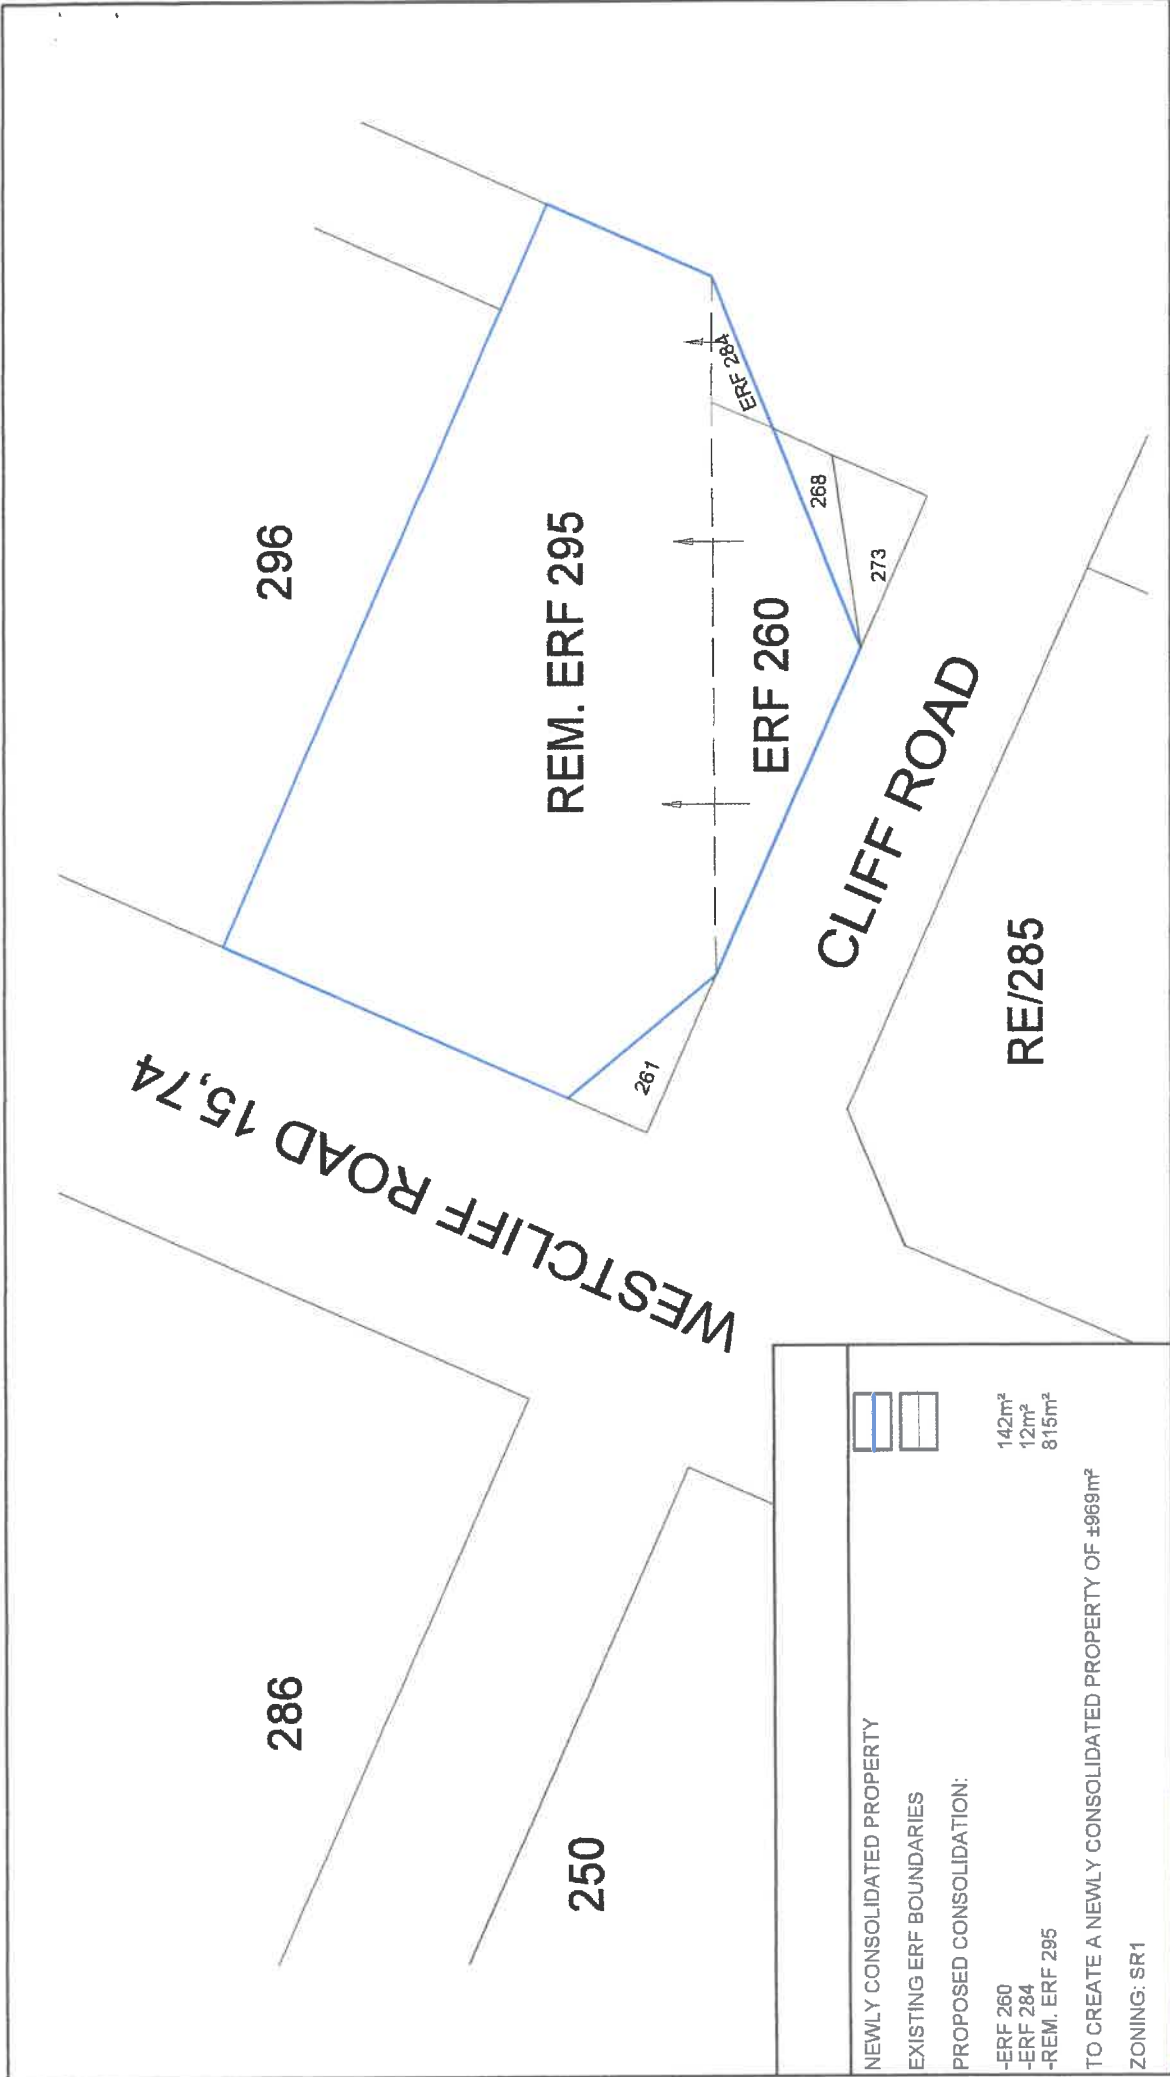 296
REM. ERF 295
ERF 284
268
273
ERF 260
261
CLIFF ROAD
WESTCLIFF ROAD 15,74
RE/285
286
250
NEWLY CONSOLIDATED PROPERTY
EXISTING ERF BOUNDARIES
PROPOSED CONSOLIDATION:
-ERF 260 142m²
-ERF 284 12m²
-REM. ERF 295 815m²
TO CREATE A NEWLY CONSOLIDATED PROPERTY OF ±969m²
ZONING: SR1